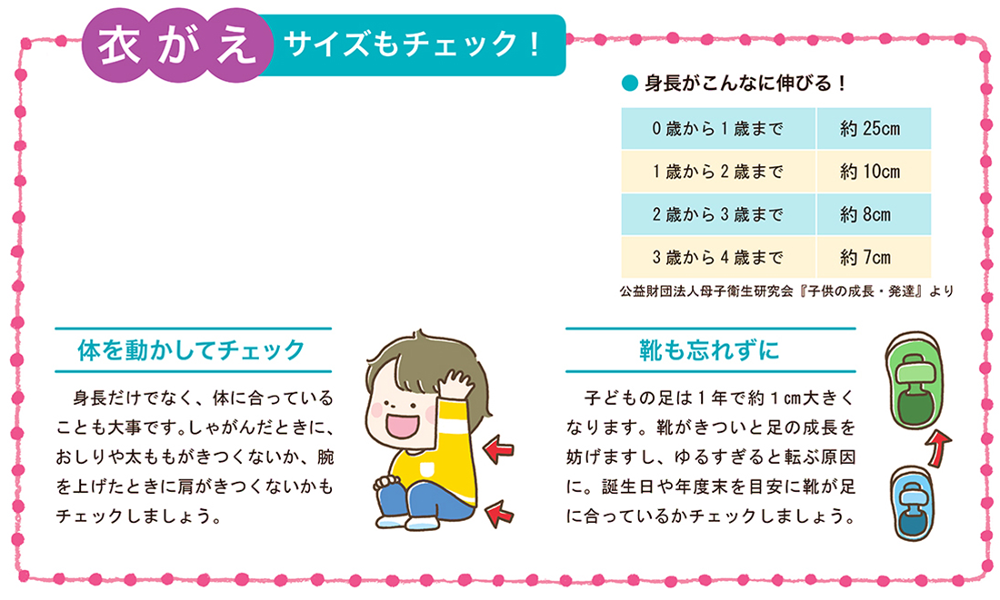 衣がえ サイズもチェック！
●身長がこんなに伸びる！
0歳から1歳まで 約25cm
1歳から2歳まで 約10cm
2歳から3歳まで 約8cm
3歳から4歳まで 約7cm
公益財団法人母子衛生研究会『子供の成長・発達』より
体を動かしてチェック
身長だけでなく、体に合っている
ことも大事です。しゃがんだときに、
おしりや太ももがきつくないか、腕
を上げたときに肩がきつくないかも
チェックしましょう。
靴も忘れずに
子どもの足は1年で約1cm大きく
なります。靴がきついと足の成長を
妨げますし、ゆるすぎると転ぶ原因
に。誕生日や年度末を目安に靴が足
に合っているかチェックしましょう。